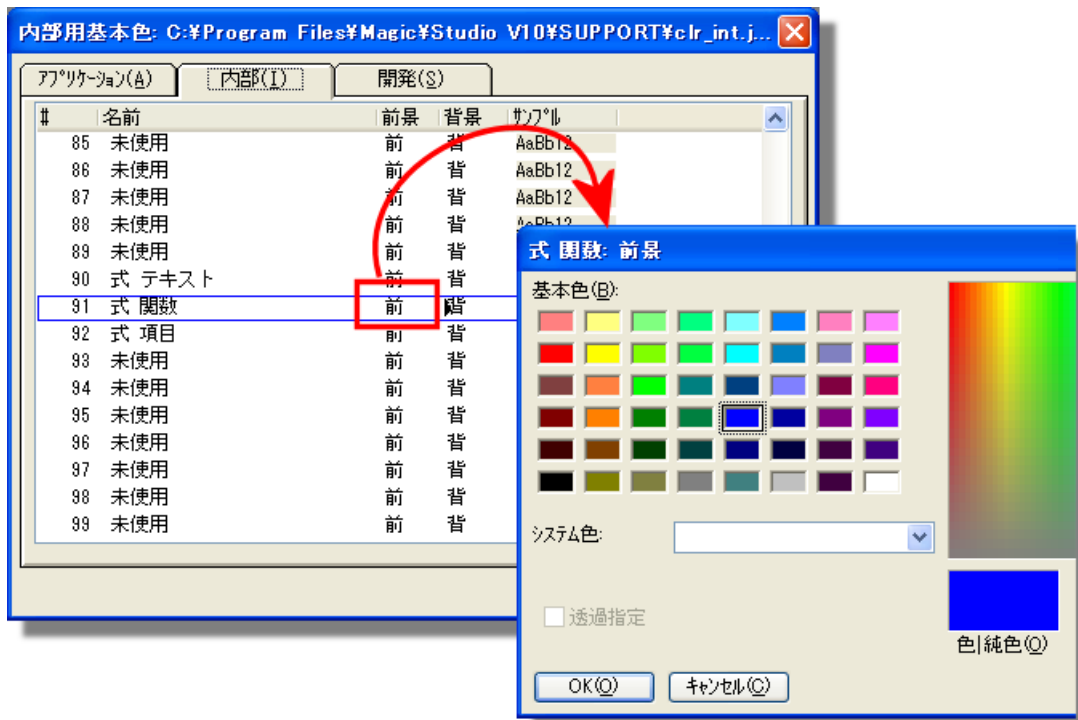 内部用基本色: C:¥Program Files¥Magic¥Studio V10¥SUPPORT¥clr_int.j...
アプリケーション(A) 内部(I) 開発(S)
# 名前 前景 背景 サンプル
85 未使用 前 背 AaBb12
86 未使用 前 背 AaBb12
87 未使用 前 背 AaBb12
88 未使用 前 背 AaBb12
89 未使用 前 背
90 式 テキスト 前 背
91 式 関数 前 背
92 式 項目 前 背
93 未使用 前 背
94 未使用 前 背
95 未使用 前 背
96 未使用 前 背
97 未使用 前 背
98 未使用 前 背
99 未使用 前 背
式 関数: 前景
基本色(B):
システム色:
透過指定
色|純色(O)
OK(O) キャンセル(C)